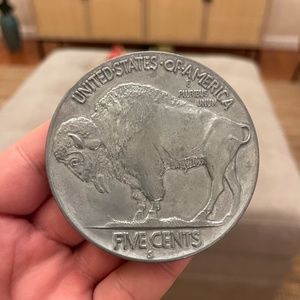 UNITED·STATES·OF·AMERICA
PLURIBUS
UNUM
FIVE CENTS